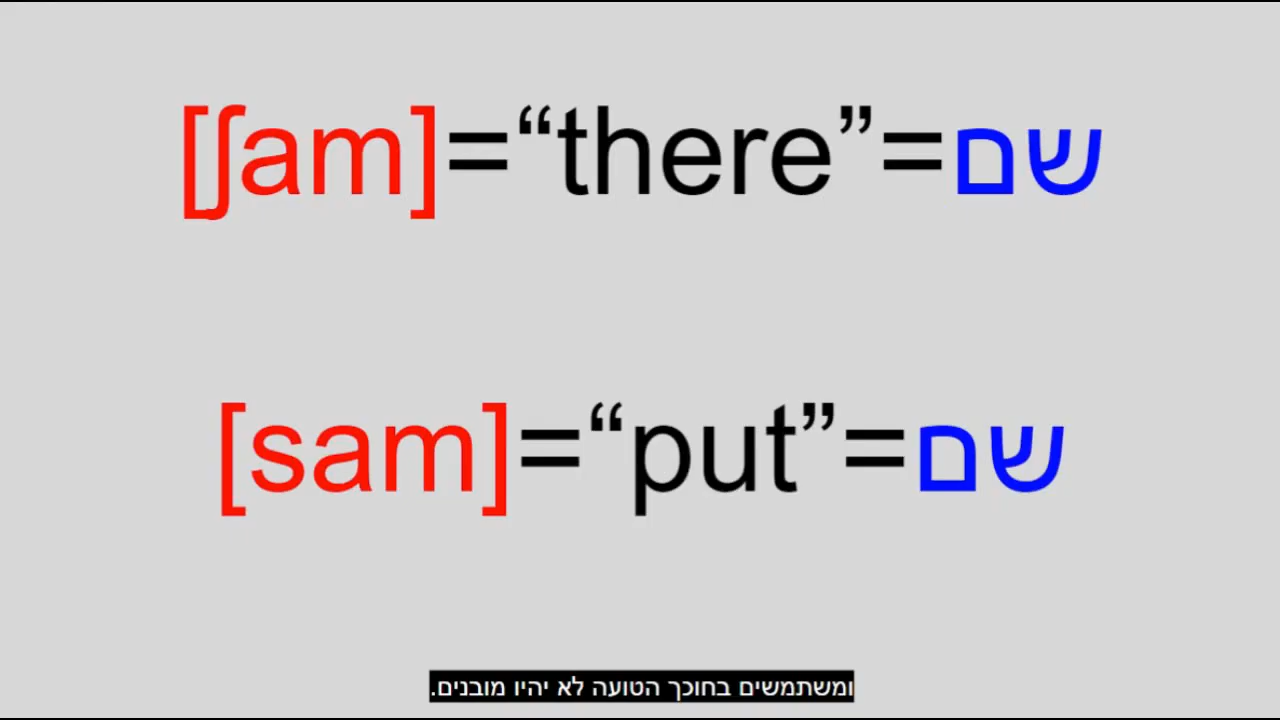 [ʃam]=“there”=שם
[sam]=“put”=שם
ומשתמשים בחוכך הטועה לא יהיו מובנים.